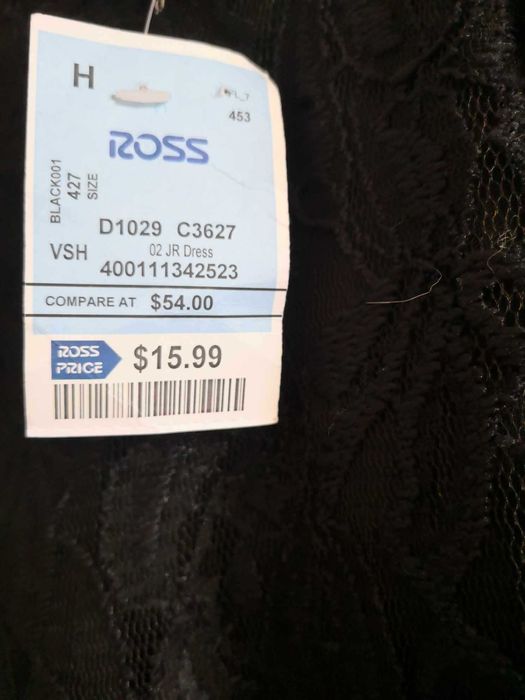 H
453
ROSS
BLACK001
427
SIZE
D1029 C3627
VSH
02 JR Dress
400111342523
COMPARE AT $54.00
ROSS
PRICE
$15.99